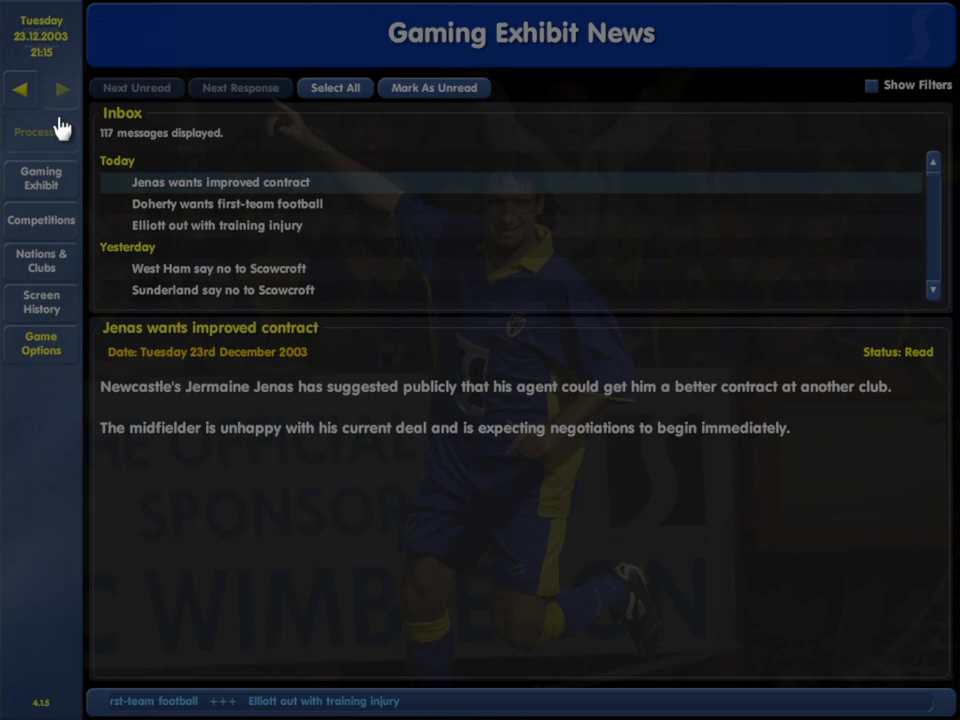 Tuesday
23.12.2003
21:15
Gaming Exhibit News
Next Unread
Next Response
Select All
Mark As Unread
Show Filters
Process
Gaming
Exhibit
Competitions
Nations &
Clubs
Screen
History
Game
Options
Inbox
117 messages displayed.
Today
Jenas wants improved contract
Doherty wants first-team football
Elliott out with training injury
Yesterday
West Ham say no to Scowcroft
Sunderland say no to Scowcroft
Jenas wants improved contract
Date: Tuesday 23rd December 2003
Status: Read
Newcastle's Jermaine Jenas has suggested publicly that his agent could get him a better contract at another club.
The midfielder is unhappy with his current deal and is expecting negotiations to begin immediately.
HE OFFICIAL
SPONSOR
C WIMB
ON
4.1.5
rst-team football +++ Elliott out with training injury